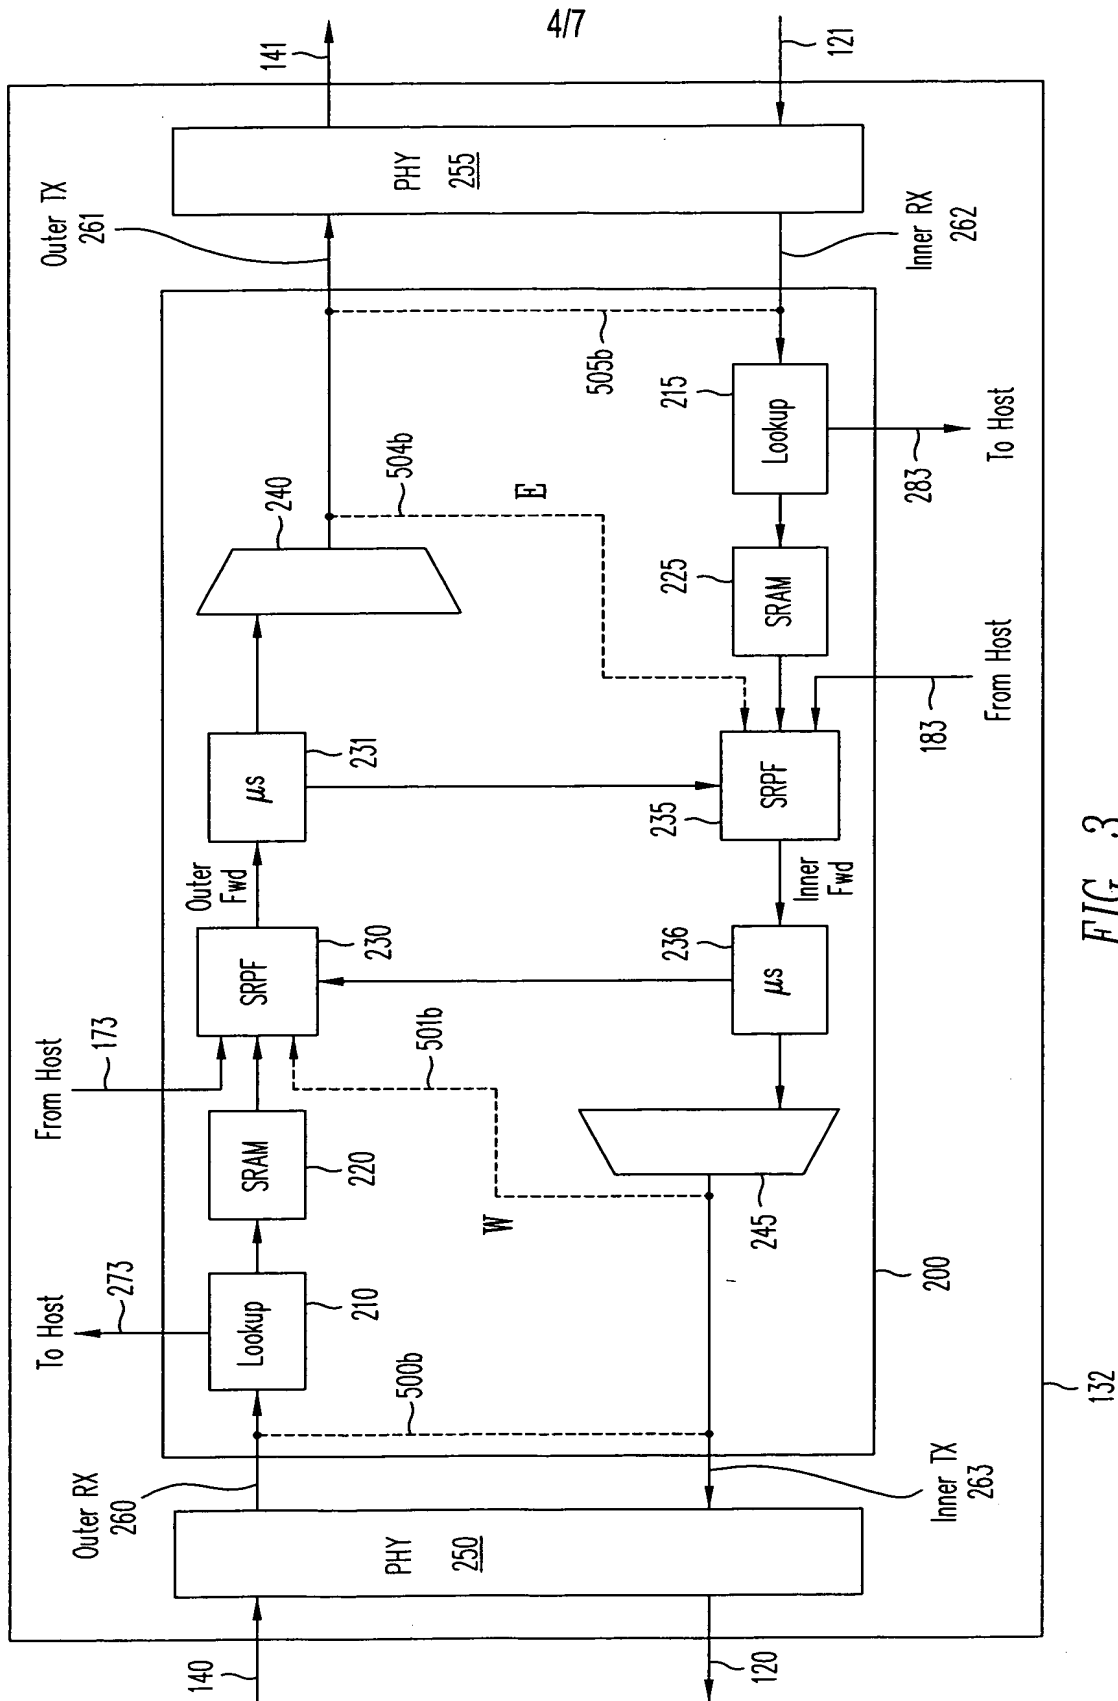 4/7
Outer TX
261
141
PHY
255
121
Inner RX
262
505b
215
Lookup
To Host
283
504b
E
240
225
SRAM
From Host
183
231
µs
235
SRPF
Outer
Fwd
Inner
Fwd
230
SRPF
236
µs
From Host
173
501b
SRAM
220
W
245
To Host
273
Lookup
210
500b
200
132
Outer RX
260
Inner TX
263
PHY
250
140
120
FIG. 3